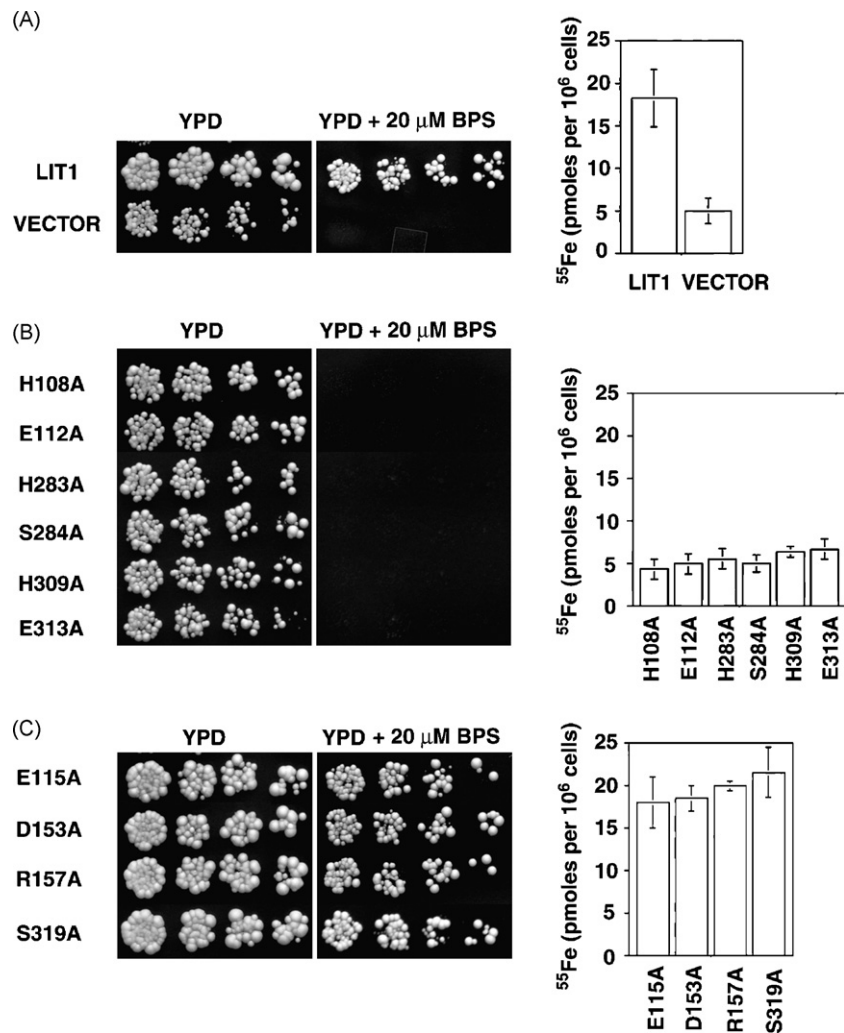 (A)
YPD
YPD + 20 μM BPS
LIT1
VECTOR
⁵⁵Fe (pmoles per 10⁶ cells)
25
20
15
10
5
0
LIT1 VECTOR
(B)
YPD
YPD + 20 μM BPS
H108A
E112A
H283A
S284A
H309A
E313A
⁵⁵Fe (pmoles per 10⁶ cells)
25
20
15
10
5
0
H108A
E112A
H283A
S284A
H309A
E313A
(C)
YPD
YPD + 20 μM BPS
E115A
D153A
R157A
S319A
⁵⁵Fe (pmoles per 10⁶ cells)
25
20
15
10
5
0
E115A
D153A
R157A
S319A